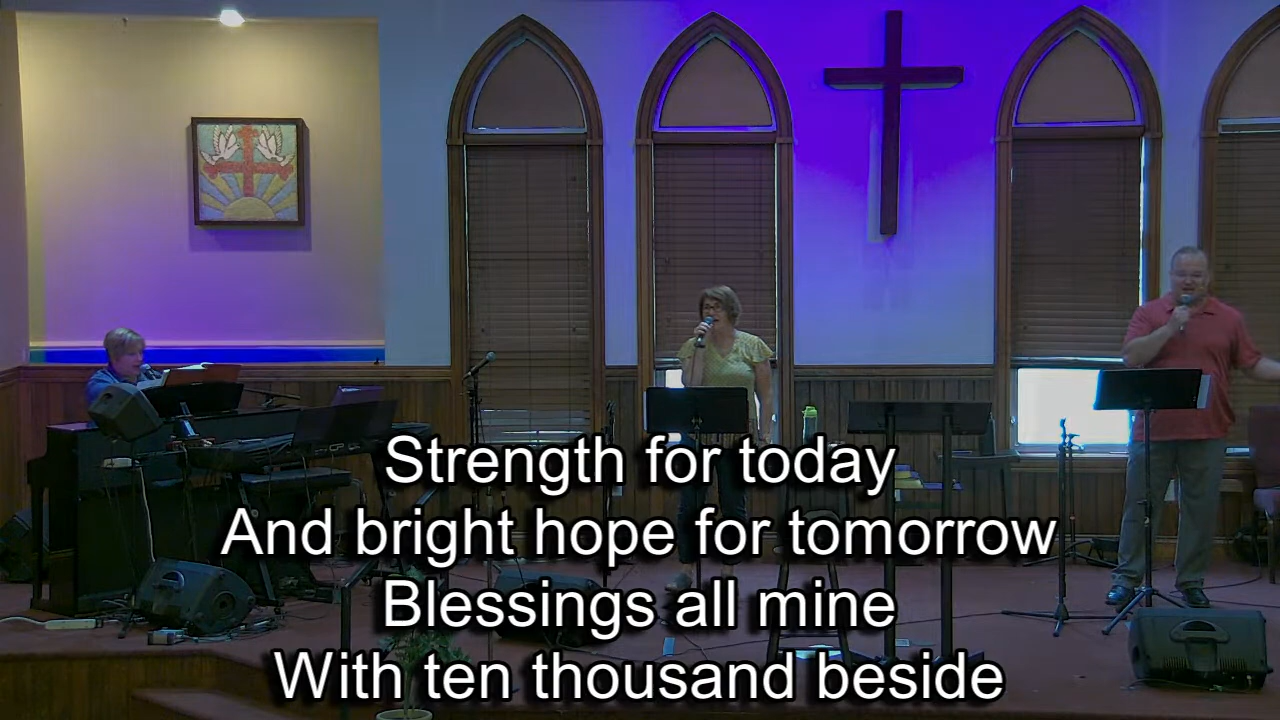 Strength for today
And bright hope for tomorrow
Blessings all mine
With ten thousand beside